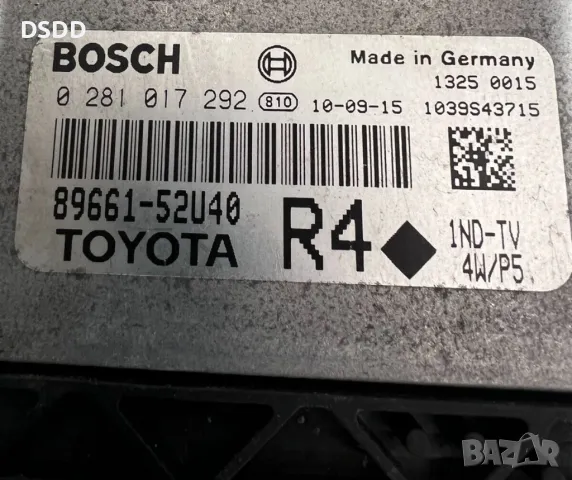 DSDD
BOSCH
Made in Germany
1325 0015
0 281 017 292 810 10-09-15 1039S43715
89661-52U40
TOYOTA
R4
1ND-TV
4W/P5
BAZAR